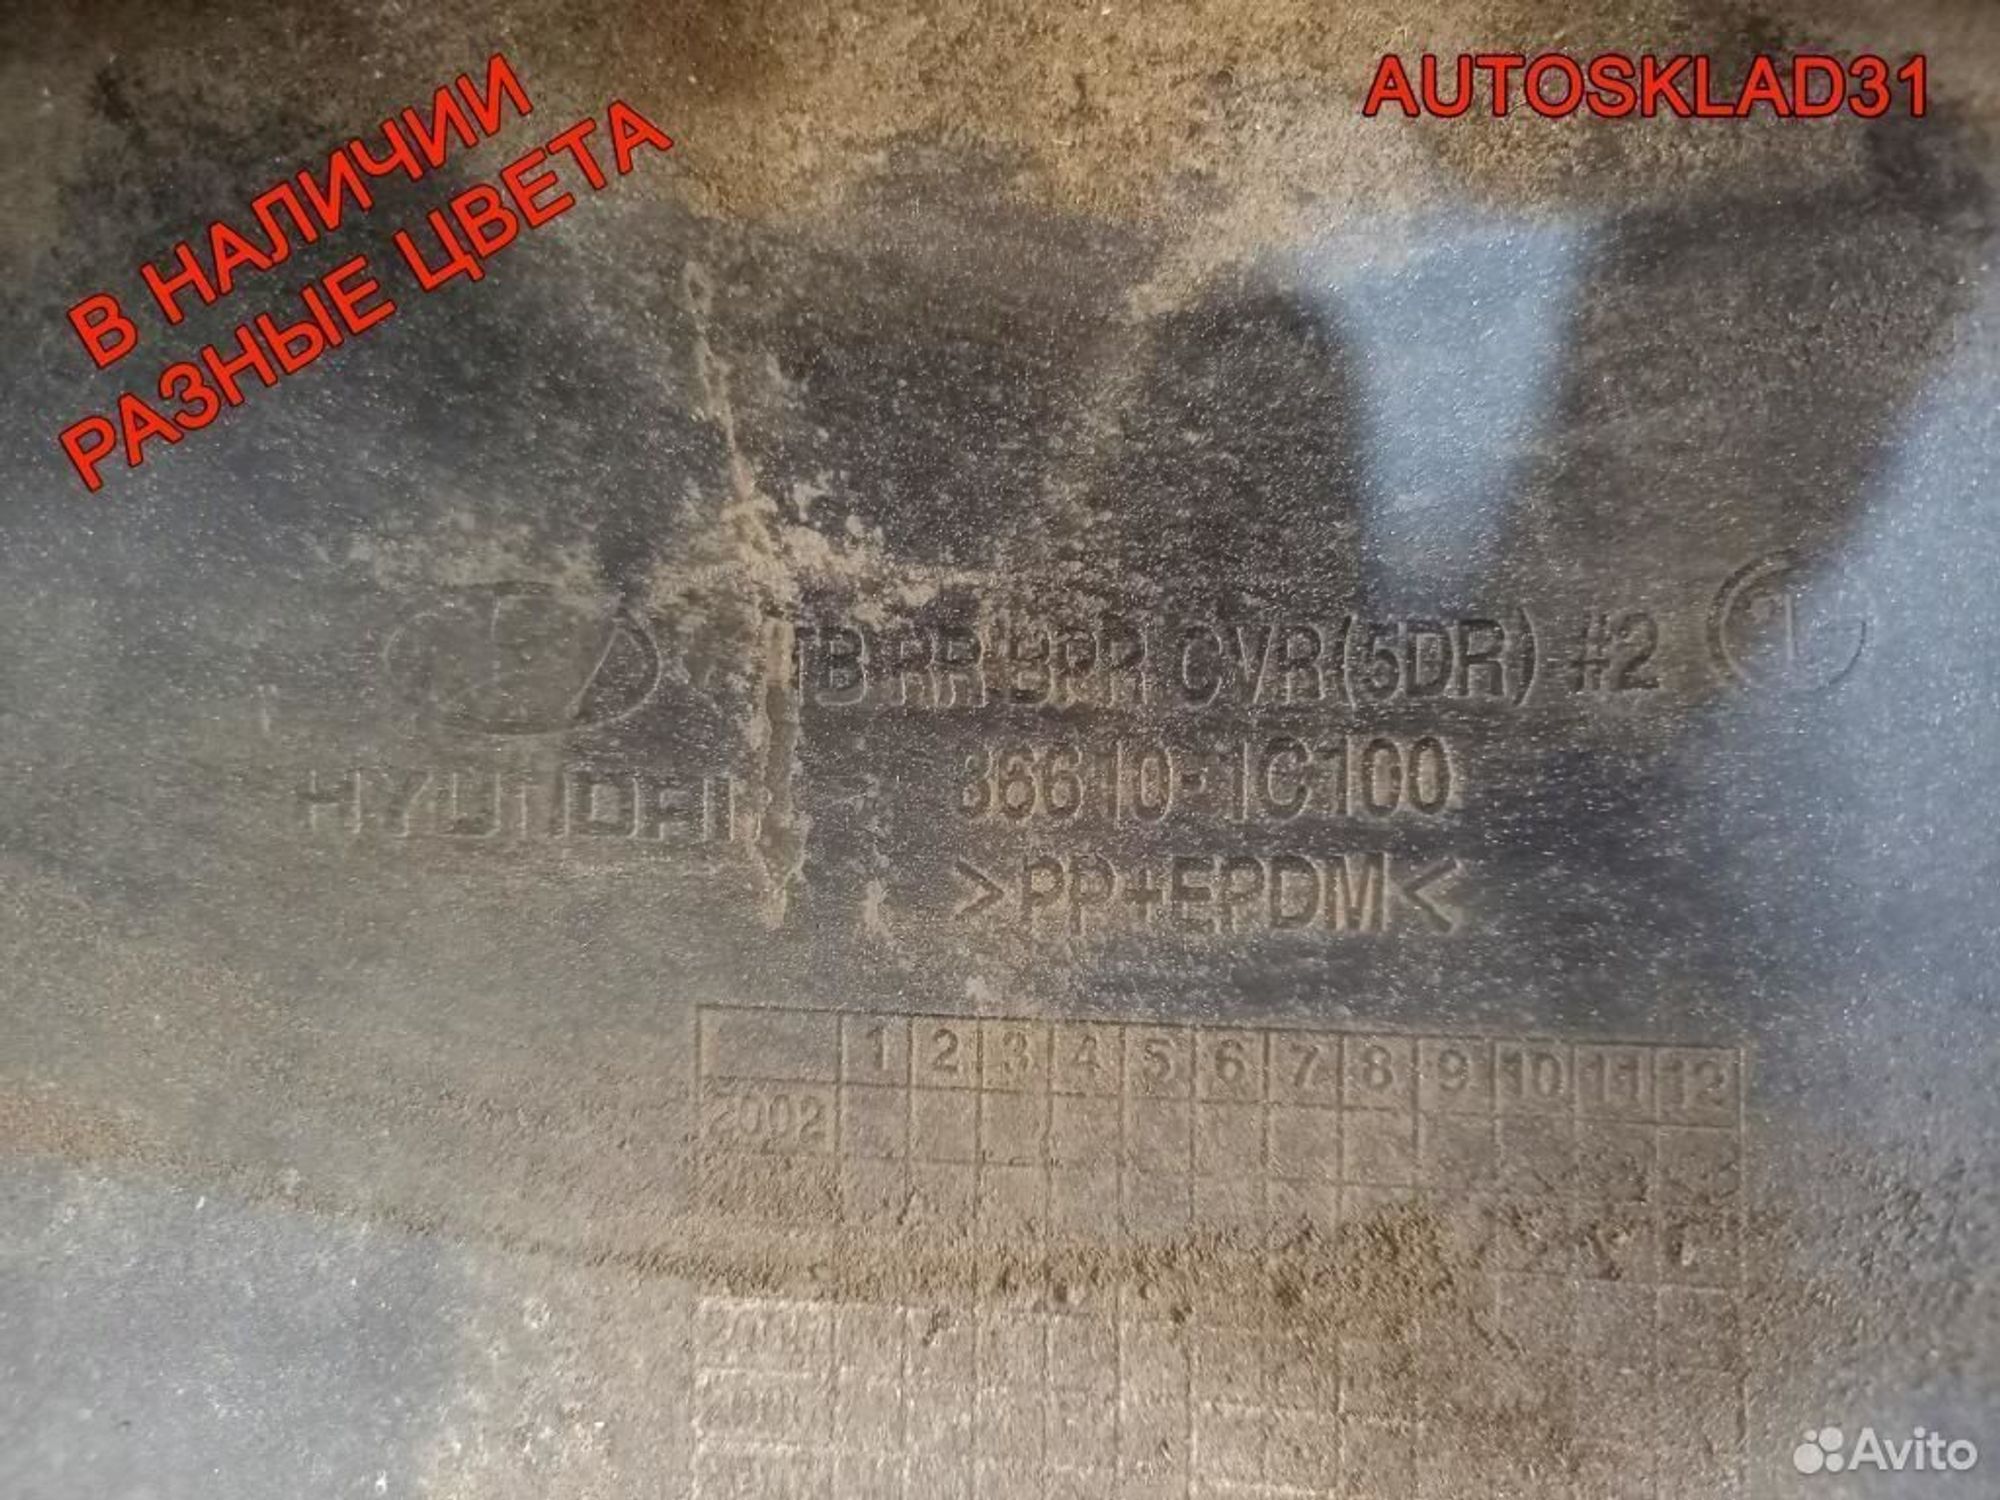 В НАЛИЧИИ
РАЗНЫЕ ЦВЕТА
AUTOSKLAD31
TB RR BPR CVR(5DR) #2
HYUNDAI
86610-1C100
>PP+EPDM<
1 2 3 4 5 6 7 8 9 10 11 12
2002
Avito